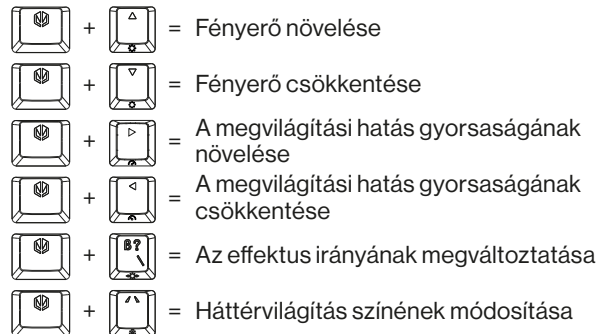 + = Fényerő növelése
+ = Fényerő csökkentése
+ = A megvilágítási hatás gyorsaságának
növelése
+ = A megvilágítási hatás gyorsaságának
csökkentése
+ ß? \ = Az effektus irányának megváltoztatása
+ = Háttérvilágítás színének módosítása